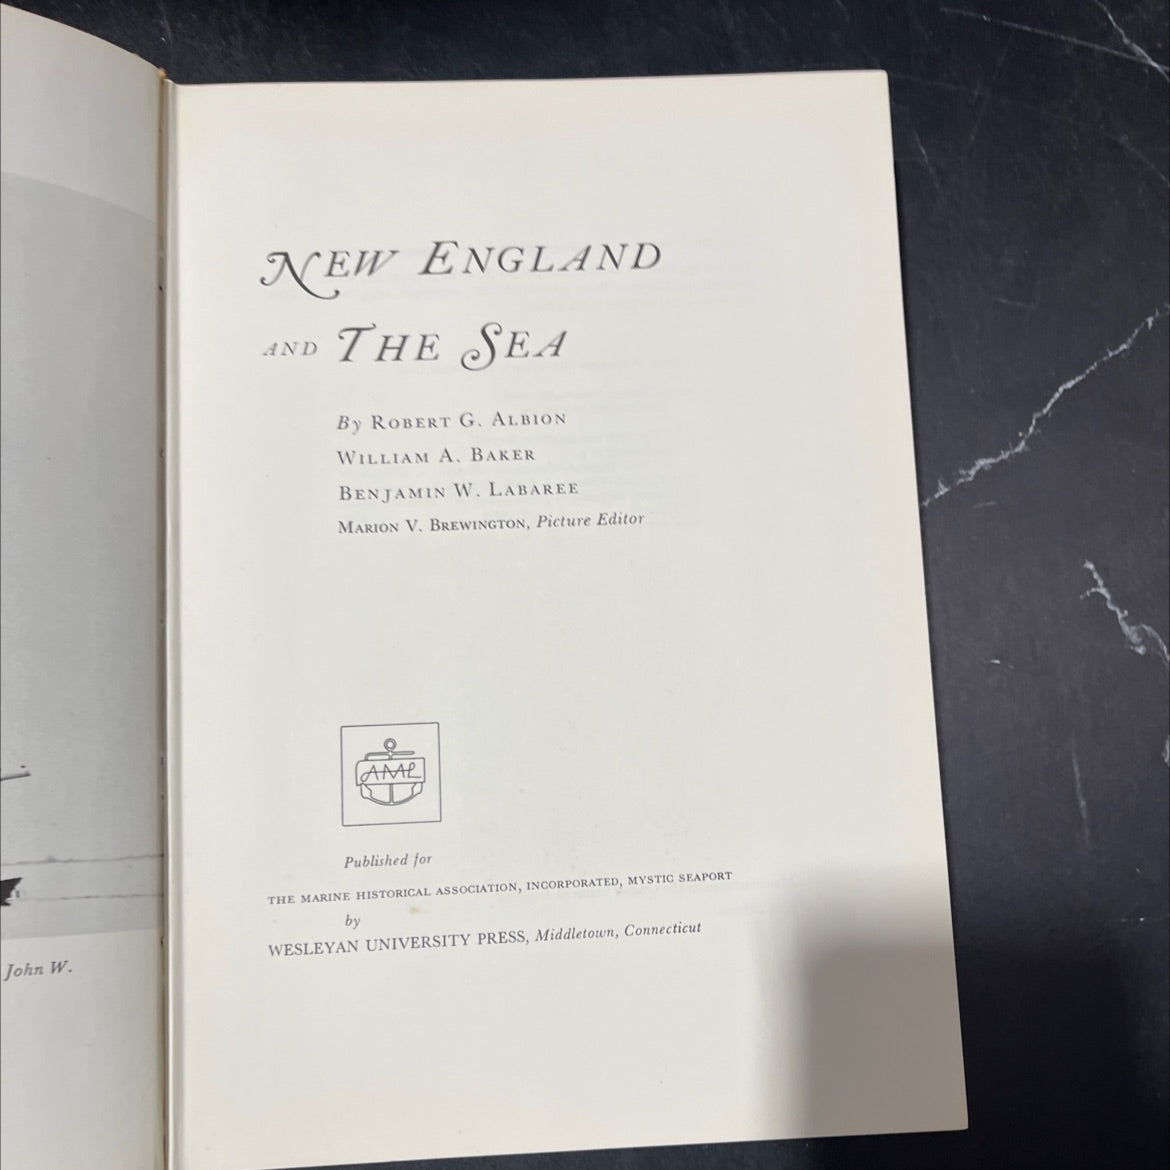 NEW ENGLAND
AND THE SEA
By ROBERT G. ALBION
WILLIAM A. BAKER
BENJAMIN W. LABAREE
MARION V. BREWINGTON, Picture Editor
AML
Published for
THE MARINE HISTORICAL ASSOCIATION, INCORPORATED, MYSTIC SEAPORT
by
WESLEYAN UNIVERSITY PRESS, Middletown, Connecticut
John W.